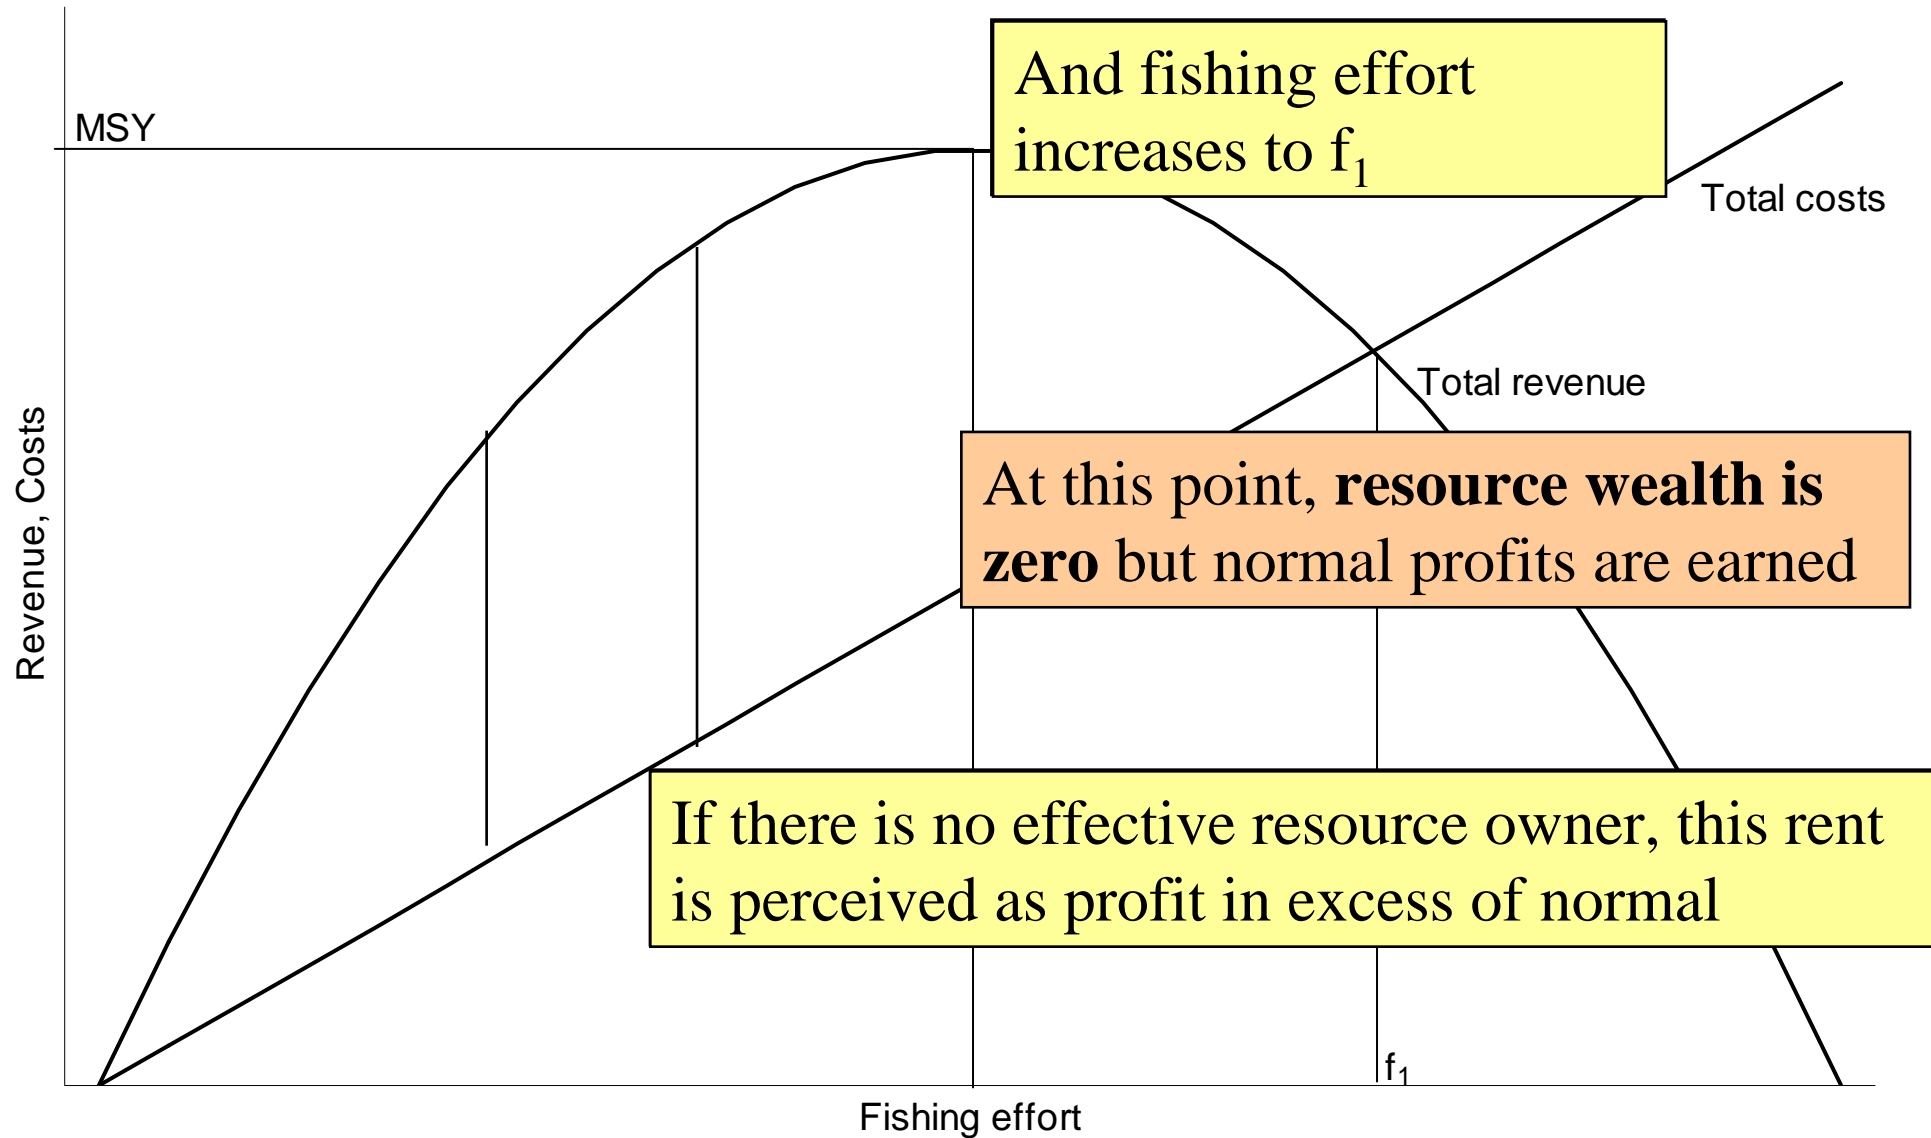 And fishing effort
increases to f₁
MSY
Total costs
Total revenue
Revenue, Costs
At this point, resource wealth is
zero but normal profits are earned
If there is no effective resource owner, this rent
is perceived as profit in excess of normal
f₁
Fishing effort